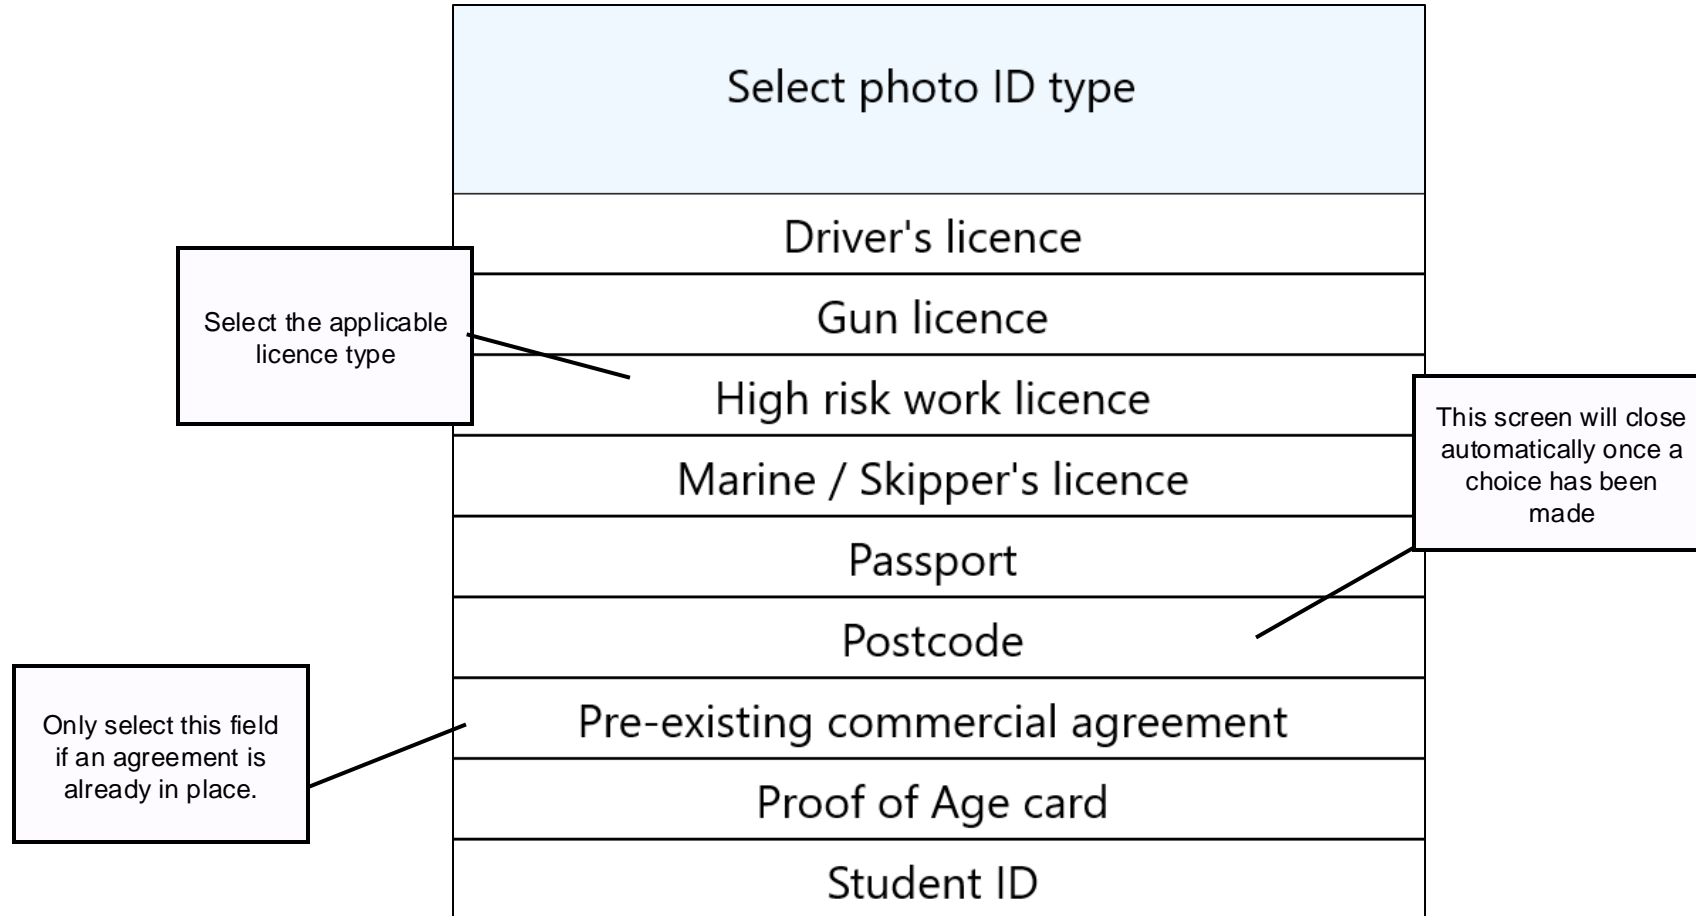 Select photo ID type
Driver's licence
Select the applicable
licence type
Gun licence
High risk work licence
This screen will close
automatically once a
choice has been
made
Marine / Skipper's licence
Passport
Postcode
Only select this field
if an agreement is
already in place.
Pre-existing commercial agreement
Proof of Age card
Student ID